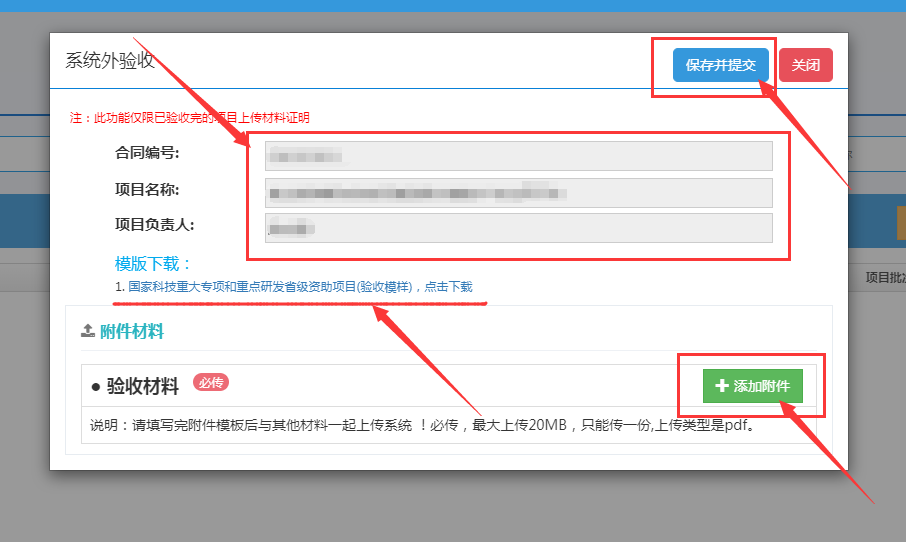 系统外验收
保存并提交
关闭
注：此功能仅限已验收完的项目上传材料证明
合同编号:
项目名称:
项目负责人:
模版下载：
1. 国家科技重大专项和重点研发省级资助项目(验收模样)，点击下载
项目批次
附件材料
● 验收材料
必传
添加附件
说明：请填写完附件模板后与其他材料一起上传系统 ！必传，最大上传20MB，只能传一份,上传类型是pdf。